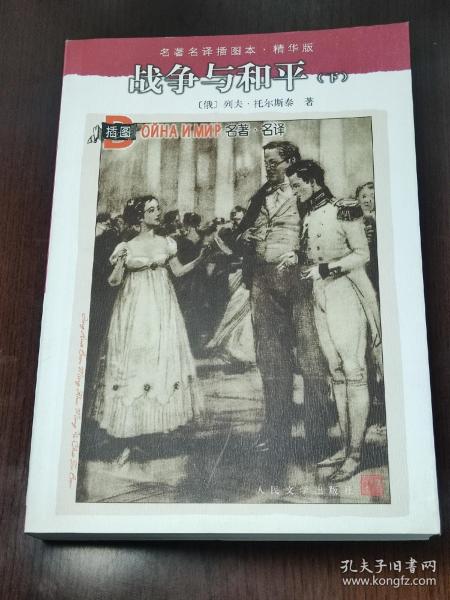 名著名译插图本·精华版
战争与和平（下）
〔俄〕列夫·托尔斯泰 著
插图 ВОЙНА И МИР 名著·名译
人民文学出版社
孔夫子旧书网
www.kongfz.com